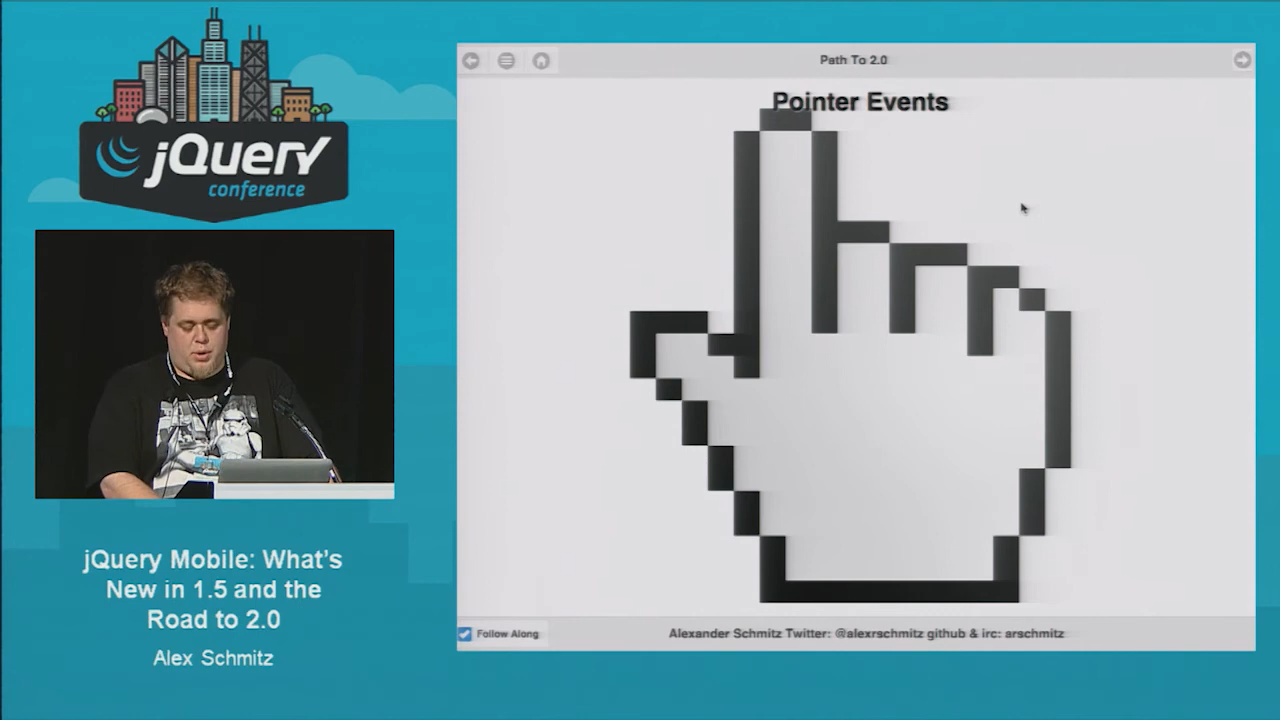 jQuery
conference
jQuery Mobile: What's
New in 1.5 and the
Road to 2.0
Alex Schmitz
Path To 2.0
Pointer Events
Follow Along
Alexander Schmitz Twitter: @alexrschmitz github & irc: arschmitz